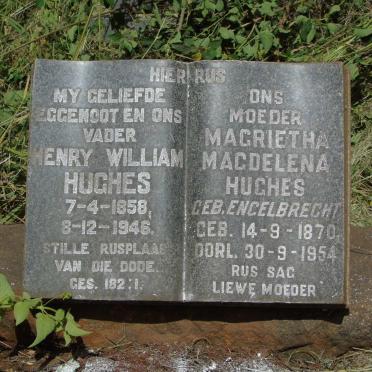 HIER RUS
MY GELIEFDE
EGGENOOT EN ONS
VADER
HENRY WILLIAM
HUGHES
7-4-1858,
8-12-1946.
STILLE RUSPLAAS
VAN DIE DODE.
GES. 182:1.
ONS
MOEDER
MAGRIETHA
MAGDELENA
HUGHES
GEB. ENGELBRECHT
GEB. 14-9-1870
OORL. 30-9-1954
RUS SAG
LIEWE MOEDER